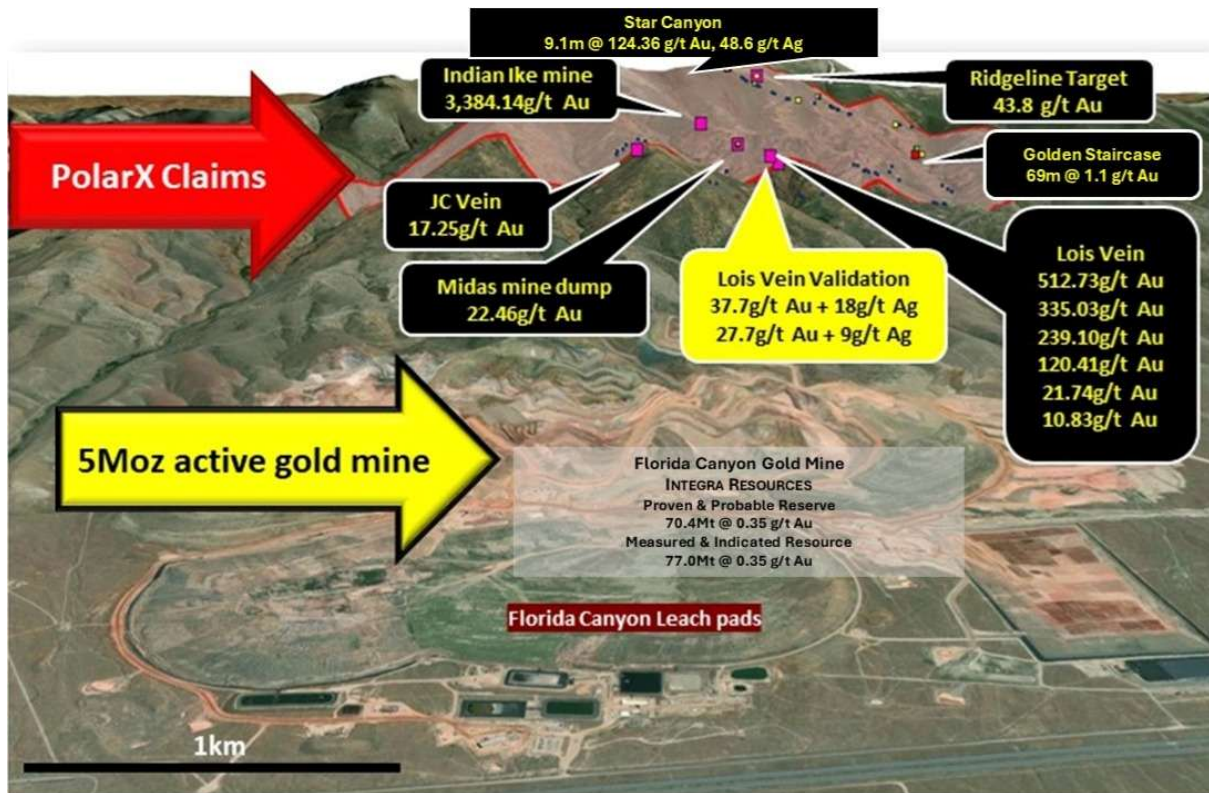 Star Canyon
9.1m @ 124.36 g/t Au, 48.6 g/t Ag
Indian Ike mine
3,384.14g/t Au
Ridgeline Target
43.8 g/t Au
PolarX Claims
Golden Staircase
69m @ 1.1 g/t Au
JC Vein
17.25g/t Au
Midas mine dump
22.46g/t Au
Lois Vein Validation
37.7g/t Au + 18g/t Ag
27.7g/t Au + 9g/t Ag
Lois Vein
512.73g/t Au
335.03g/t Au
239.10g/t Au
120.41g/t Au
21.74g/t Au
10.83g/t Au
5Moz active gold mine
Florida Canyon Gold Mine
INTEGRA RESOURCES
Proven & Probable Reserve
70.4Mt @ 0.35 g/t Au
Measured & Indicated Resource
77.0Mt @ 0.35 g/t Au
Florida Canyon Leach pads
1km